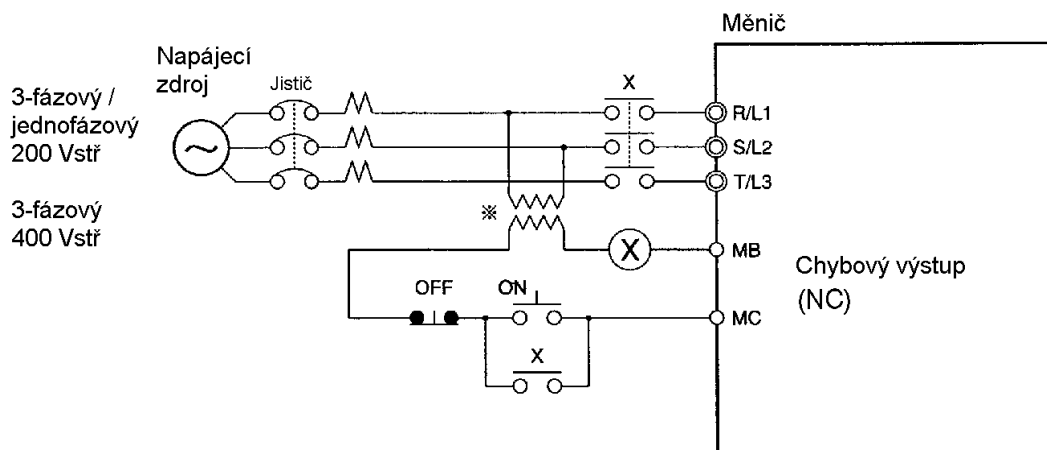 Měnič
Napájecí
zdroj
Jistič
X
3-fázový /
jednofázový
200 Vstř
R/L1
S/L2
T/L3
3-fázový
400 Vstř
※
X
MB
Chybový výstup
(NC)
OFF
ON
MC
X